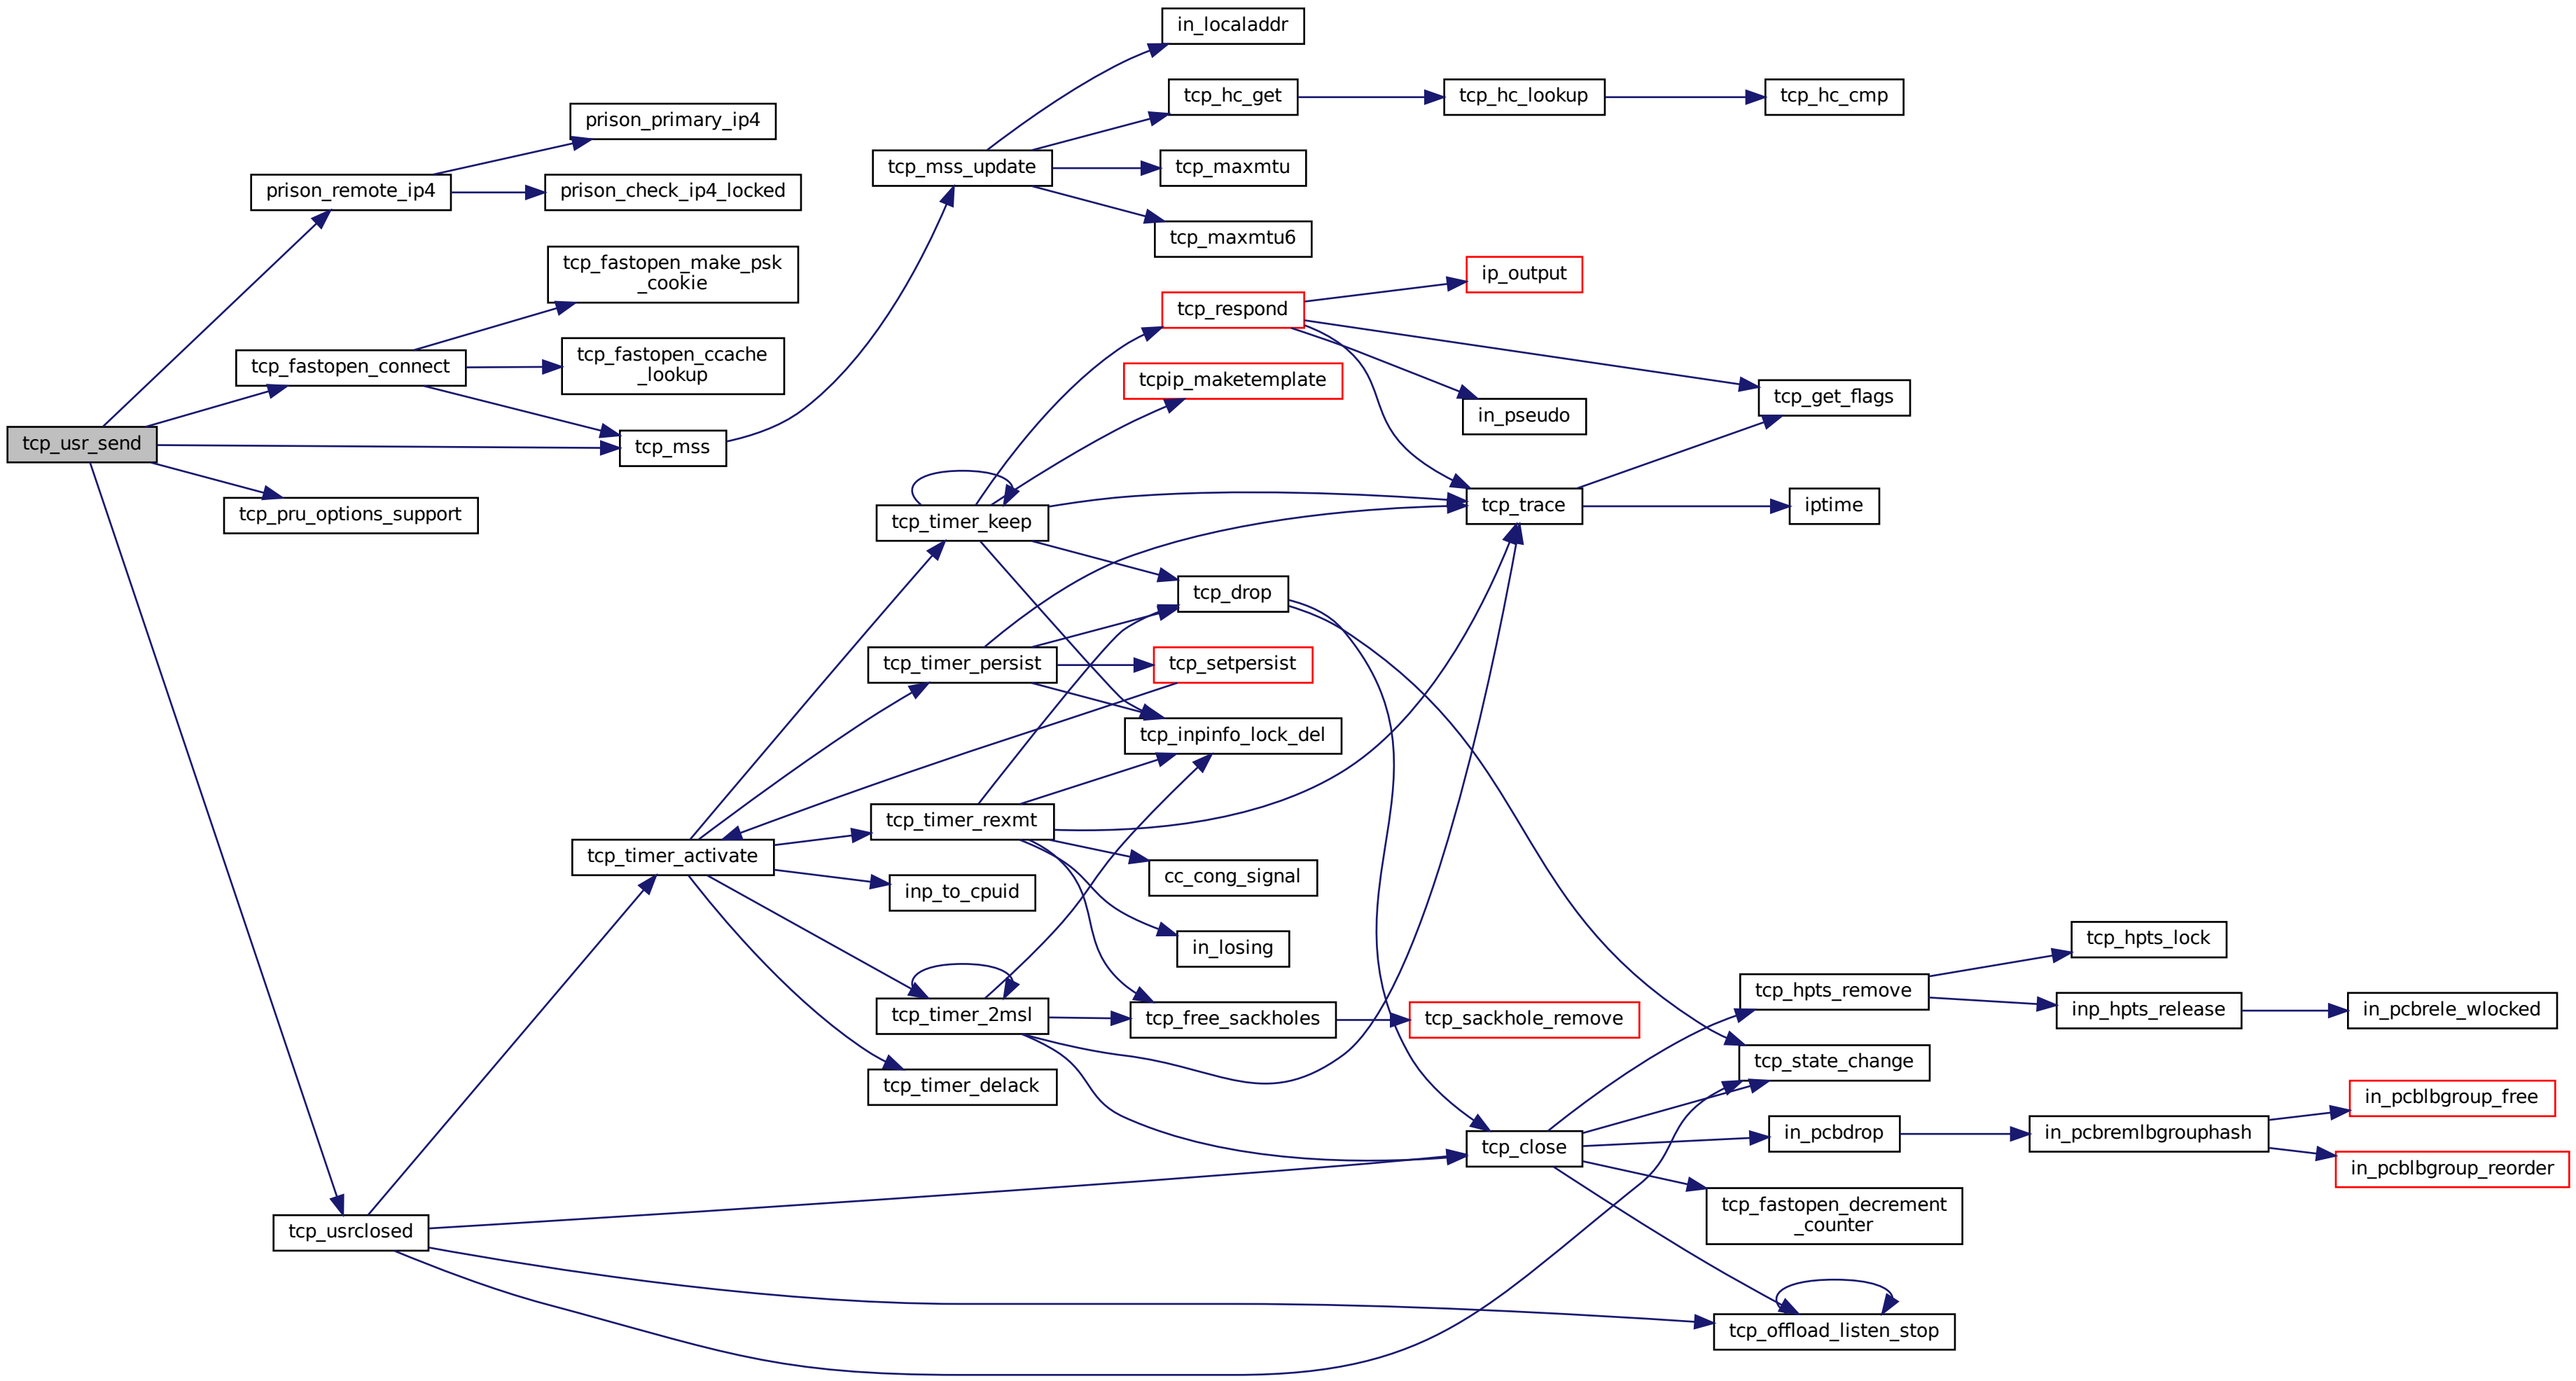 in_localaddr
tcp_hc_get
tcp_hc_lookup
tcp_hc_cmp
prison_primary_ip4
tcp_mss_update
tcp_maxmtu
prison_remote_ip4
prison_check_ip4_locked
tcp_maxmtu6
tcp_fastopen_make_psk
_cookie
ip_output
tcp_respond
tcp_fastopen_connect
tcp_fastopen_ccache
_lookup
tcpip_maketemplate
tcp_get_flags
in_pseudo
tcp_usr_send
tcp_mss
tcp_pru_options_support
tcp_timer_keep
tcp_trace
iptime
tcp_drop
tcp_timer_persist
tcp_setpersist
tcp_inpinfo_lock_del
tcp_timer_rexmt
tcp_timer_activate
cc_cong_signal
inp_to_cpuid
in_losing
tcp_hpts_lock
tcp_hpts_remove
tcp_timer_2msl
tcp_free_sackholes
tcp_sackhole_remove
inp_hpts_release
in_pcbrele_wlocked
tcp_state_change
tcp_timer_delack
in_pcblbgroup_free
tcp_close
in_pcbdrop
in_pcbremlbgrouphash
in_pcblbgroup_reorder
tcp_fastopen_decrement
_counter
tcp_usrclosed
tcp_offload_listen_stop